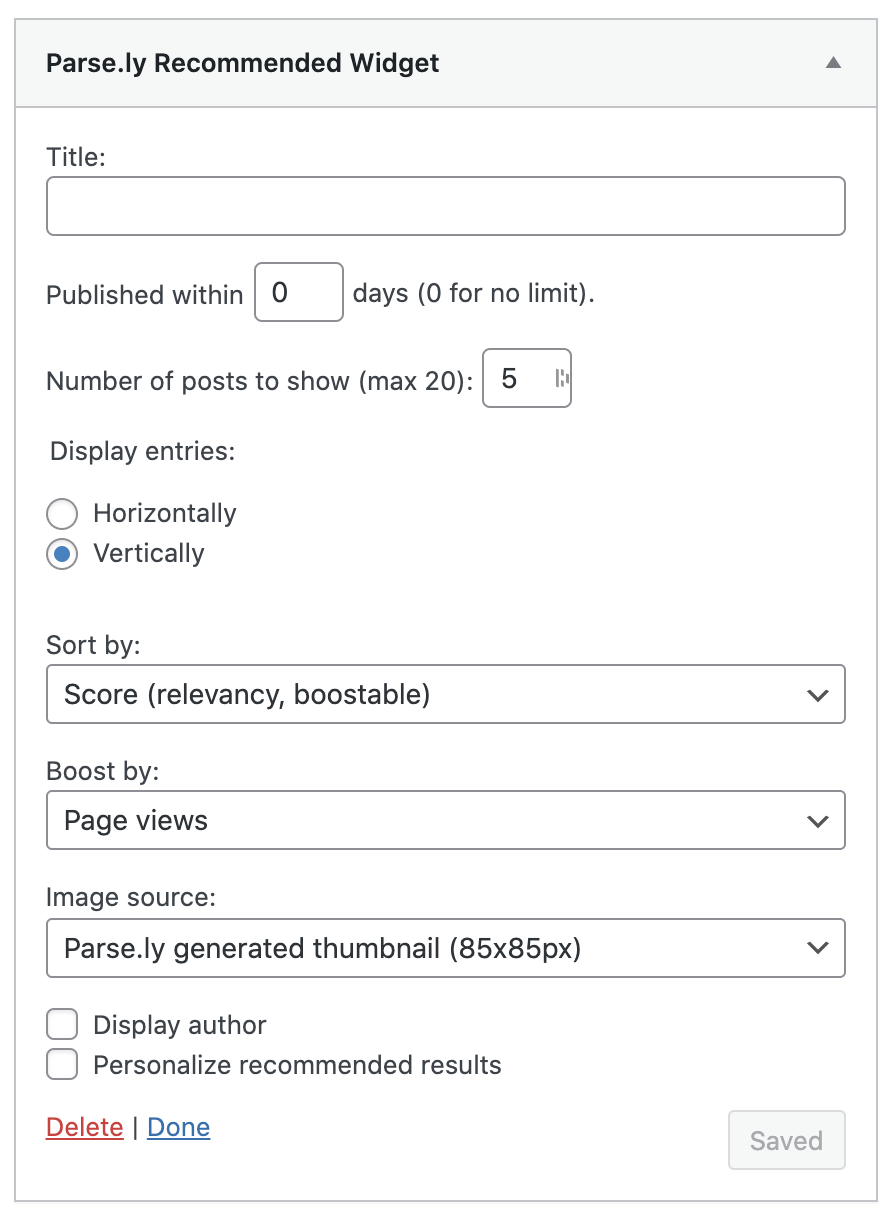 Parse.ly Recommended Widget
Title:
Published within 0 days (0 for no limit).
Number of posts to show (max 20): 5
Display entries:
Horizontally
Vertically
Sort by:
Score (relevancy, boostable)
Boost by:
Page views
Image source:
Parse.ly generated thumbnail (85x85px)
Display author
Personalize recommended results
Delete | Done
Saved